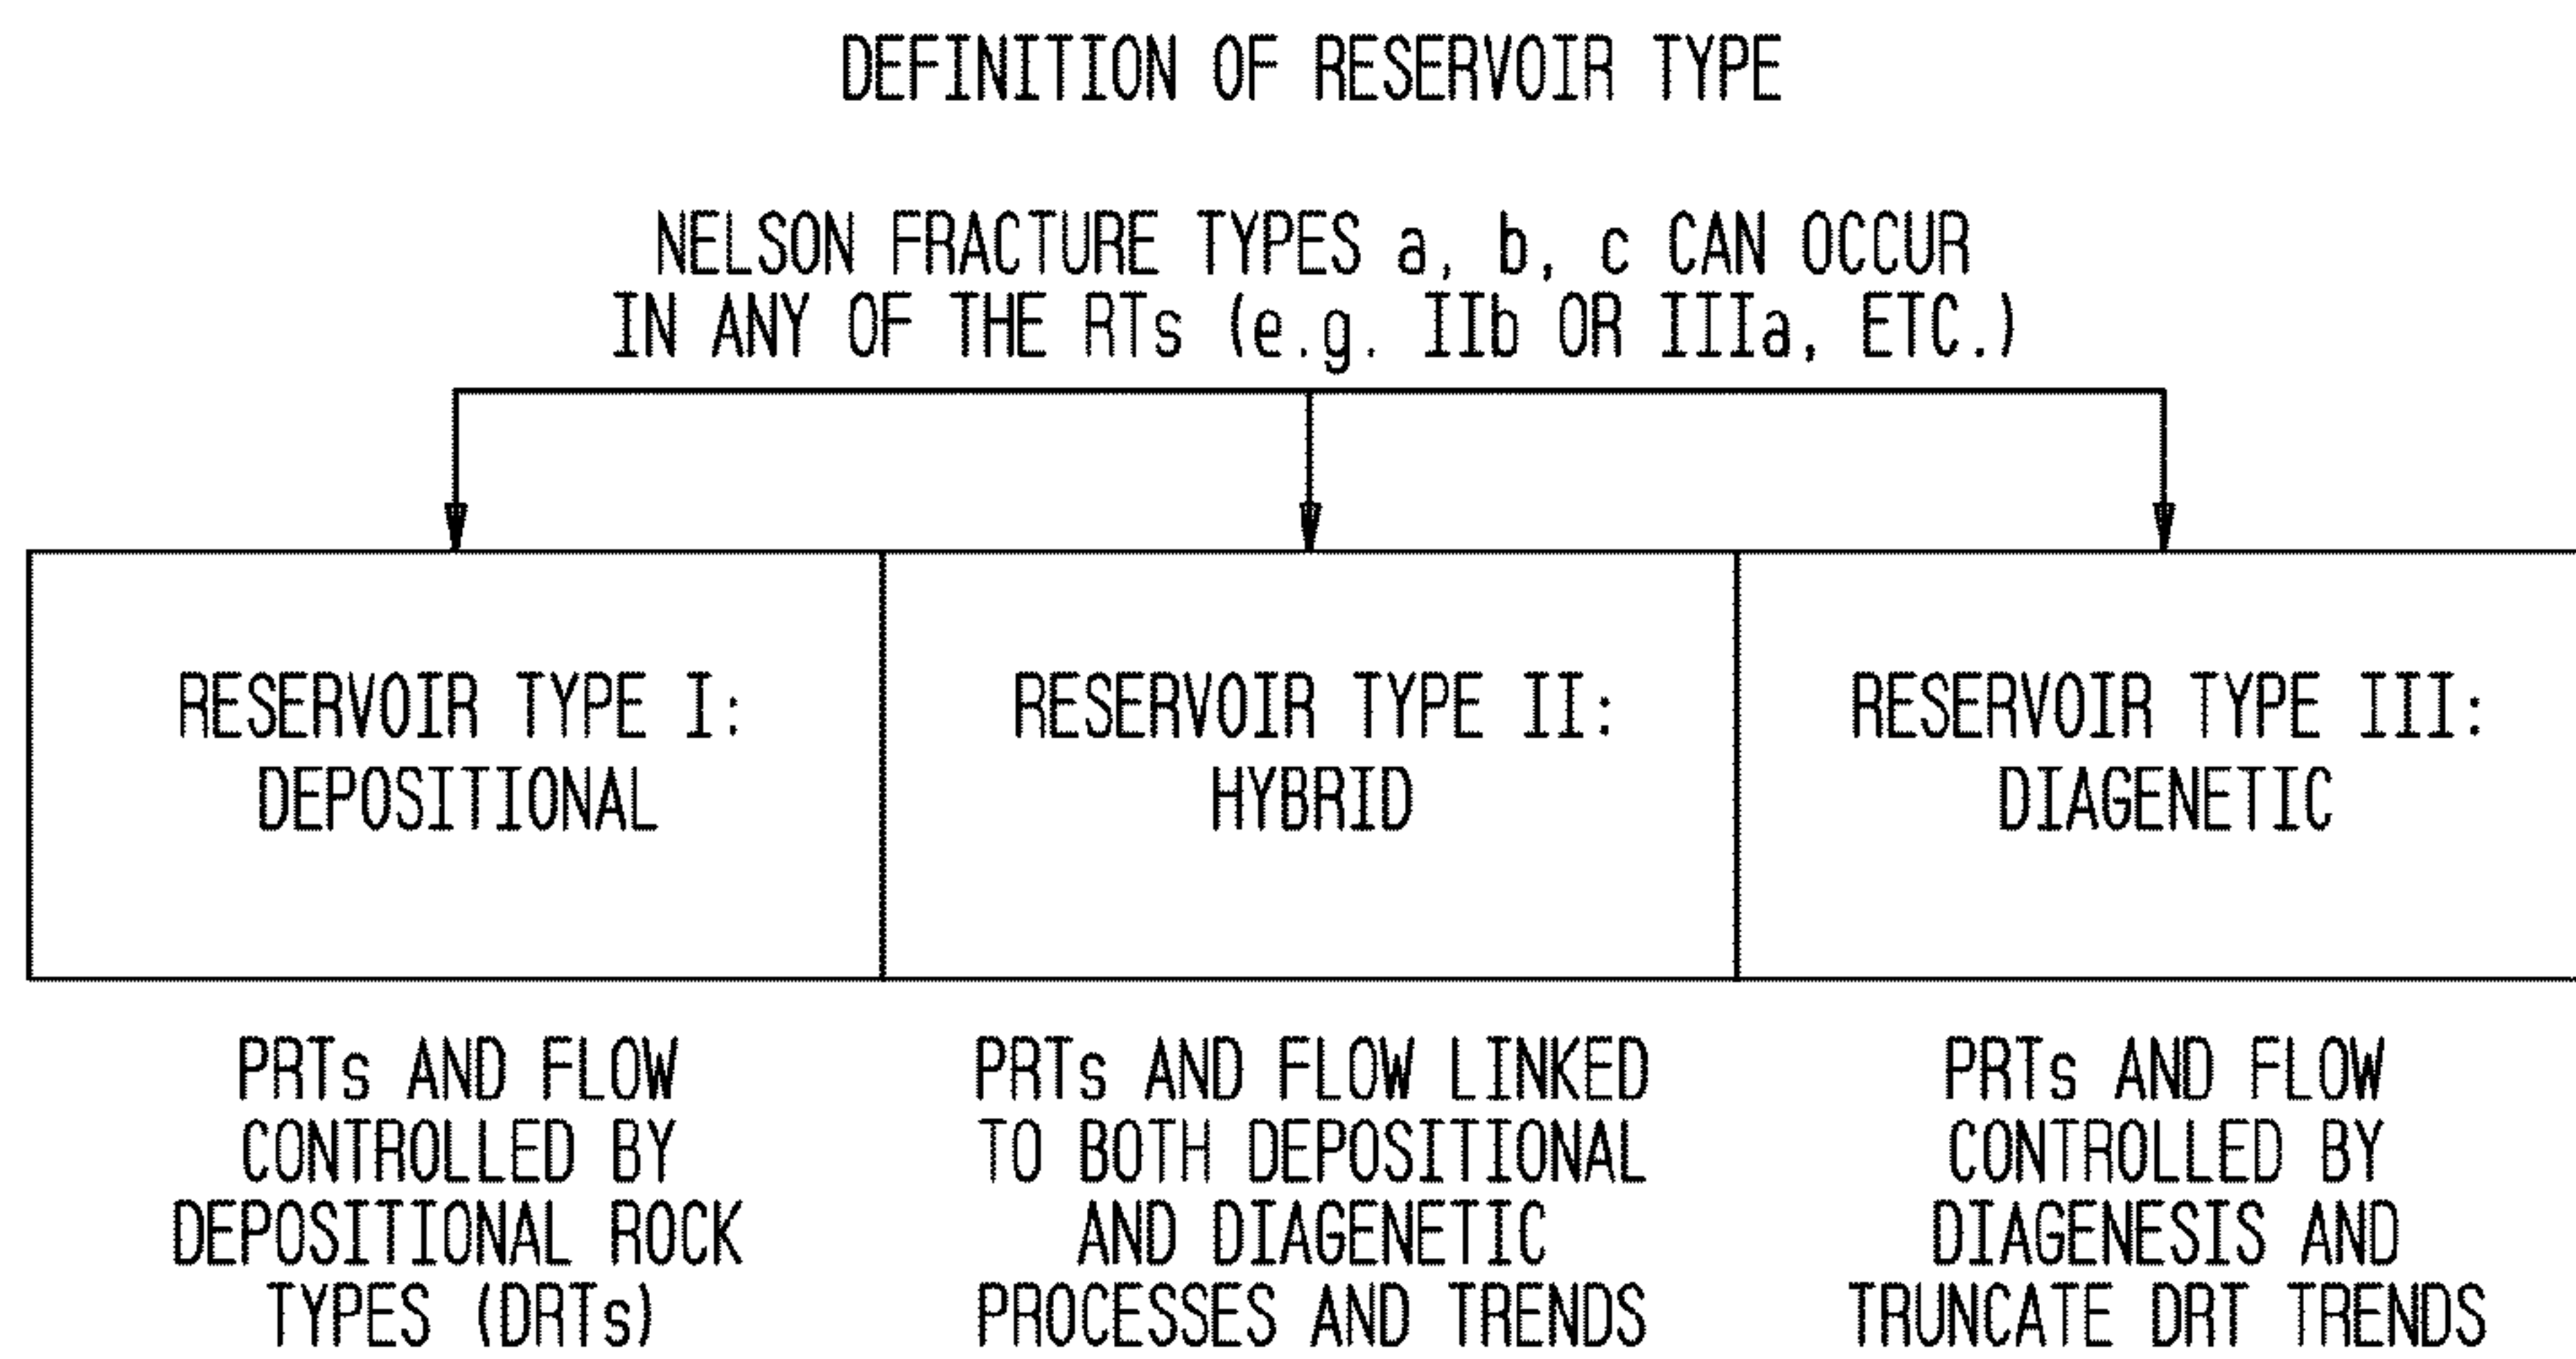 DEFINITION OF RESERVOIR TYPE
NELSON FRACTURE TYPES a, b, c CAN OCCUR
IN ANY OF THE RTs (e.g. IIb OR IIIa, ETC.)
RESERVOIR TYPE I:
DEPOSITIONAL
RESERVOIR TYPE II:
HYBRID
RESERVOIR TYPE III:
DIAGENETIC
PRTs AND FLOW
CONTROLLED BY
DEPOSITIONAL ROCK
TYPES (DRTs)
PRTs AND FLOW LINKED
TO BOTH DEPOSITIONAL
AND DIAGENETIC
PROCESSES AND TRENDS
PRTs AND FLOW
CONTROLLED BY
DIAGENESIS AND
TRUNCATE DRT TRENDS